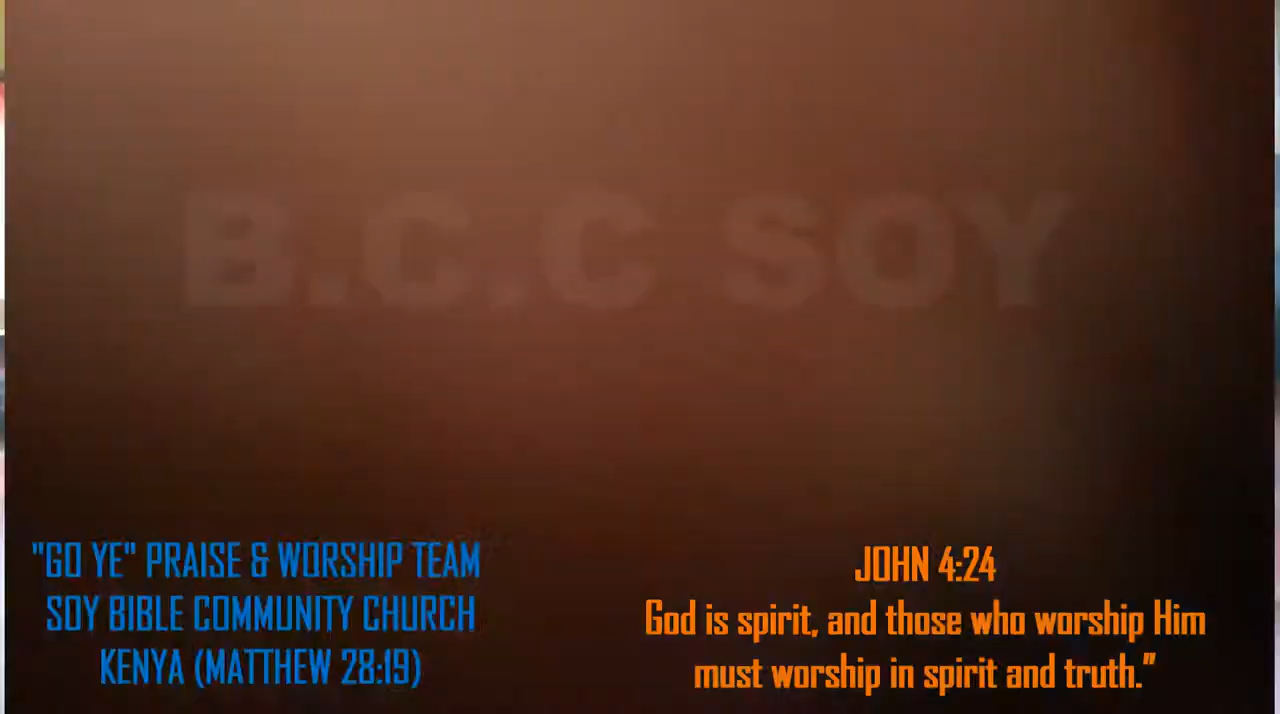 B.C.C SOY
"GO YE" PRAISE & WORSHIP TEAM
SOY BIBLE COMMUNITY CHURCH
KENYA (MATTHEW 28:19)
JOHN 4:24
God is spirit, and those who worship Him
must worship in spirit and truth.”